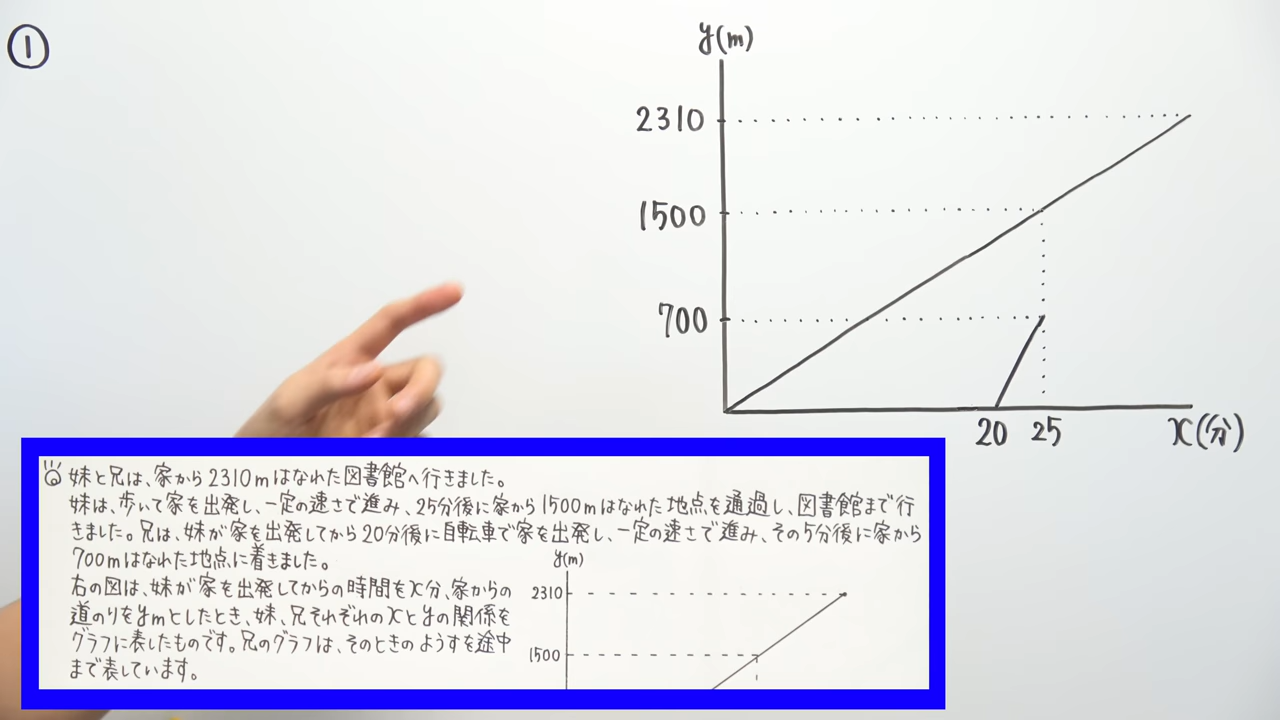 ①
y(m)
2310
1500
700
20 25 x(分)
妹と兄は、家から2310mはなれた図書館へ行きました。
妹は、歩いて家を出発し、一定の速さで進み、25分後に家から1500mはなれた地点を通過し、図書館まで行
きました。兄は、妹が家を出発してから20分後に自転車で家を出発し、一定の速さで進み、その5分後に家から
700mはなれた地点に着きました。
右の図は、妹が家を出発してからの時間をx分、家からの
道のりをymとしたとき、妹、兄それぞれのxとyの関係を
グラフに表したものです。兄のグラフは、そのときのようすを途中
まで表しています。
y(m)
2310
1500